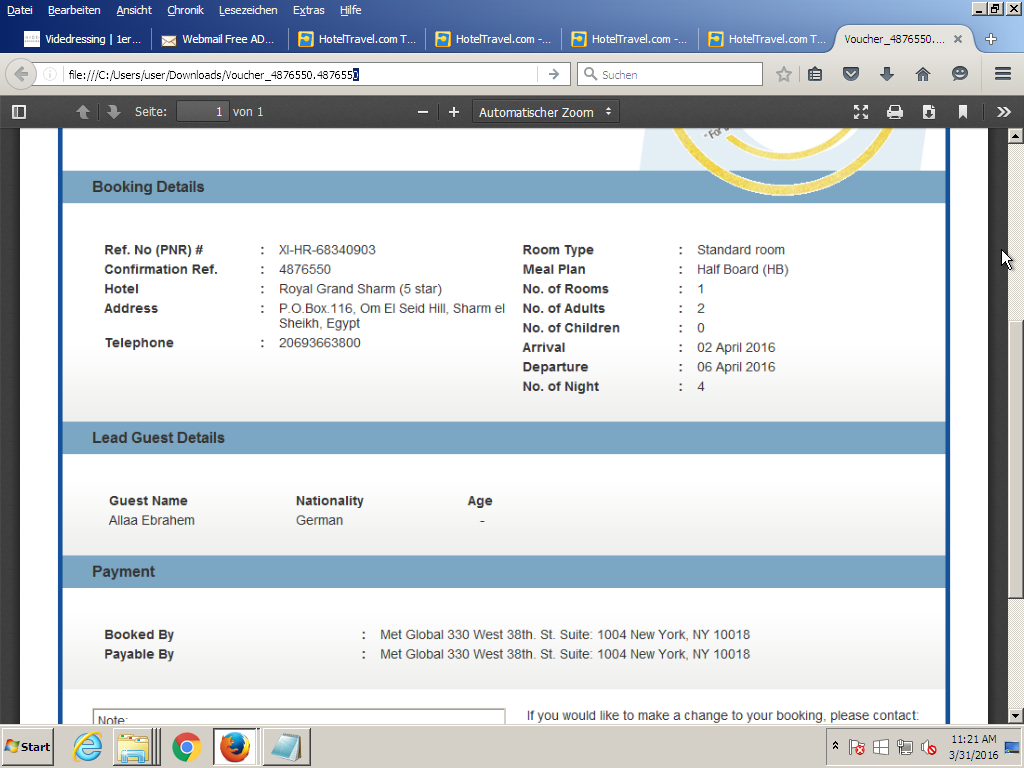 Datei Bearbeiten Ansicht Chronik Lesezeichen Extras Hilfe
Videdressing | 1er... Webmail Free AD... HotelTravel.com T... HotelTravel.com -... HotelTravel.com -... HotelTravel.com T... Voucher_4876550....
file:///C:/Users/user/Downloads/Voucher_4876550.4876550 Suchen
Seite: 1 von 1 Automatischer Zoom
Booking Details
Ref. No (PNR) # : XI-HR-68340903 Room Type : Standard room
Confirmation Ref. : 4876550 Meal Plan : Half Board (HB)
Hotel : Royal Grand Sharm (5 star) No. of Rooms : 1
Address : P.O.Box.116, Om El Seid Hill, Sharm el No. of Adults : 2
Sheikh, Egypt No. of Children : 0
Telephone : 20693663800 Arrival : 02 April 2016
Departure : 06 April 2016
No. of Night : 4
Lead Guest Details
Guest Name Nationality Age
Allaa Ebrahem German -
Payment
Booked By : Met Global 330 West 38th. St. Suite: 1004 New York, NY 10018
Payable By : Met Global 330 West 38th. St. Suite: 1004 New York, NY 10018
Note: If you would like to make a change to your booking, please contact:
Start 11:21 AM
3/31/2016